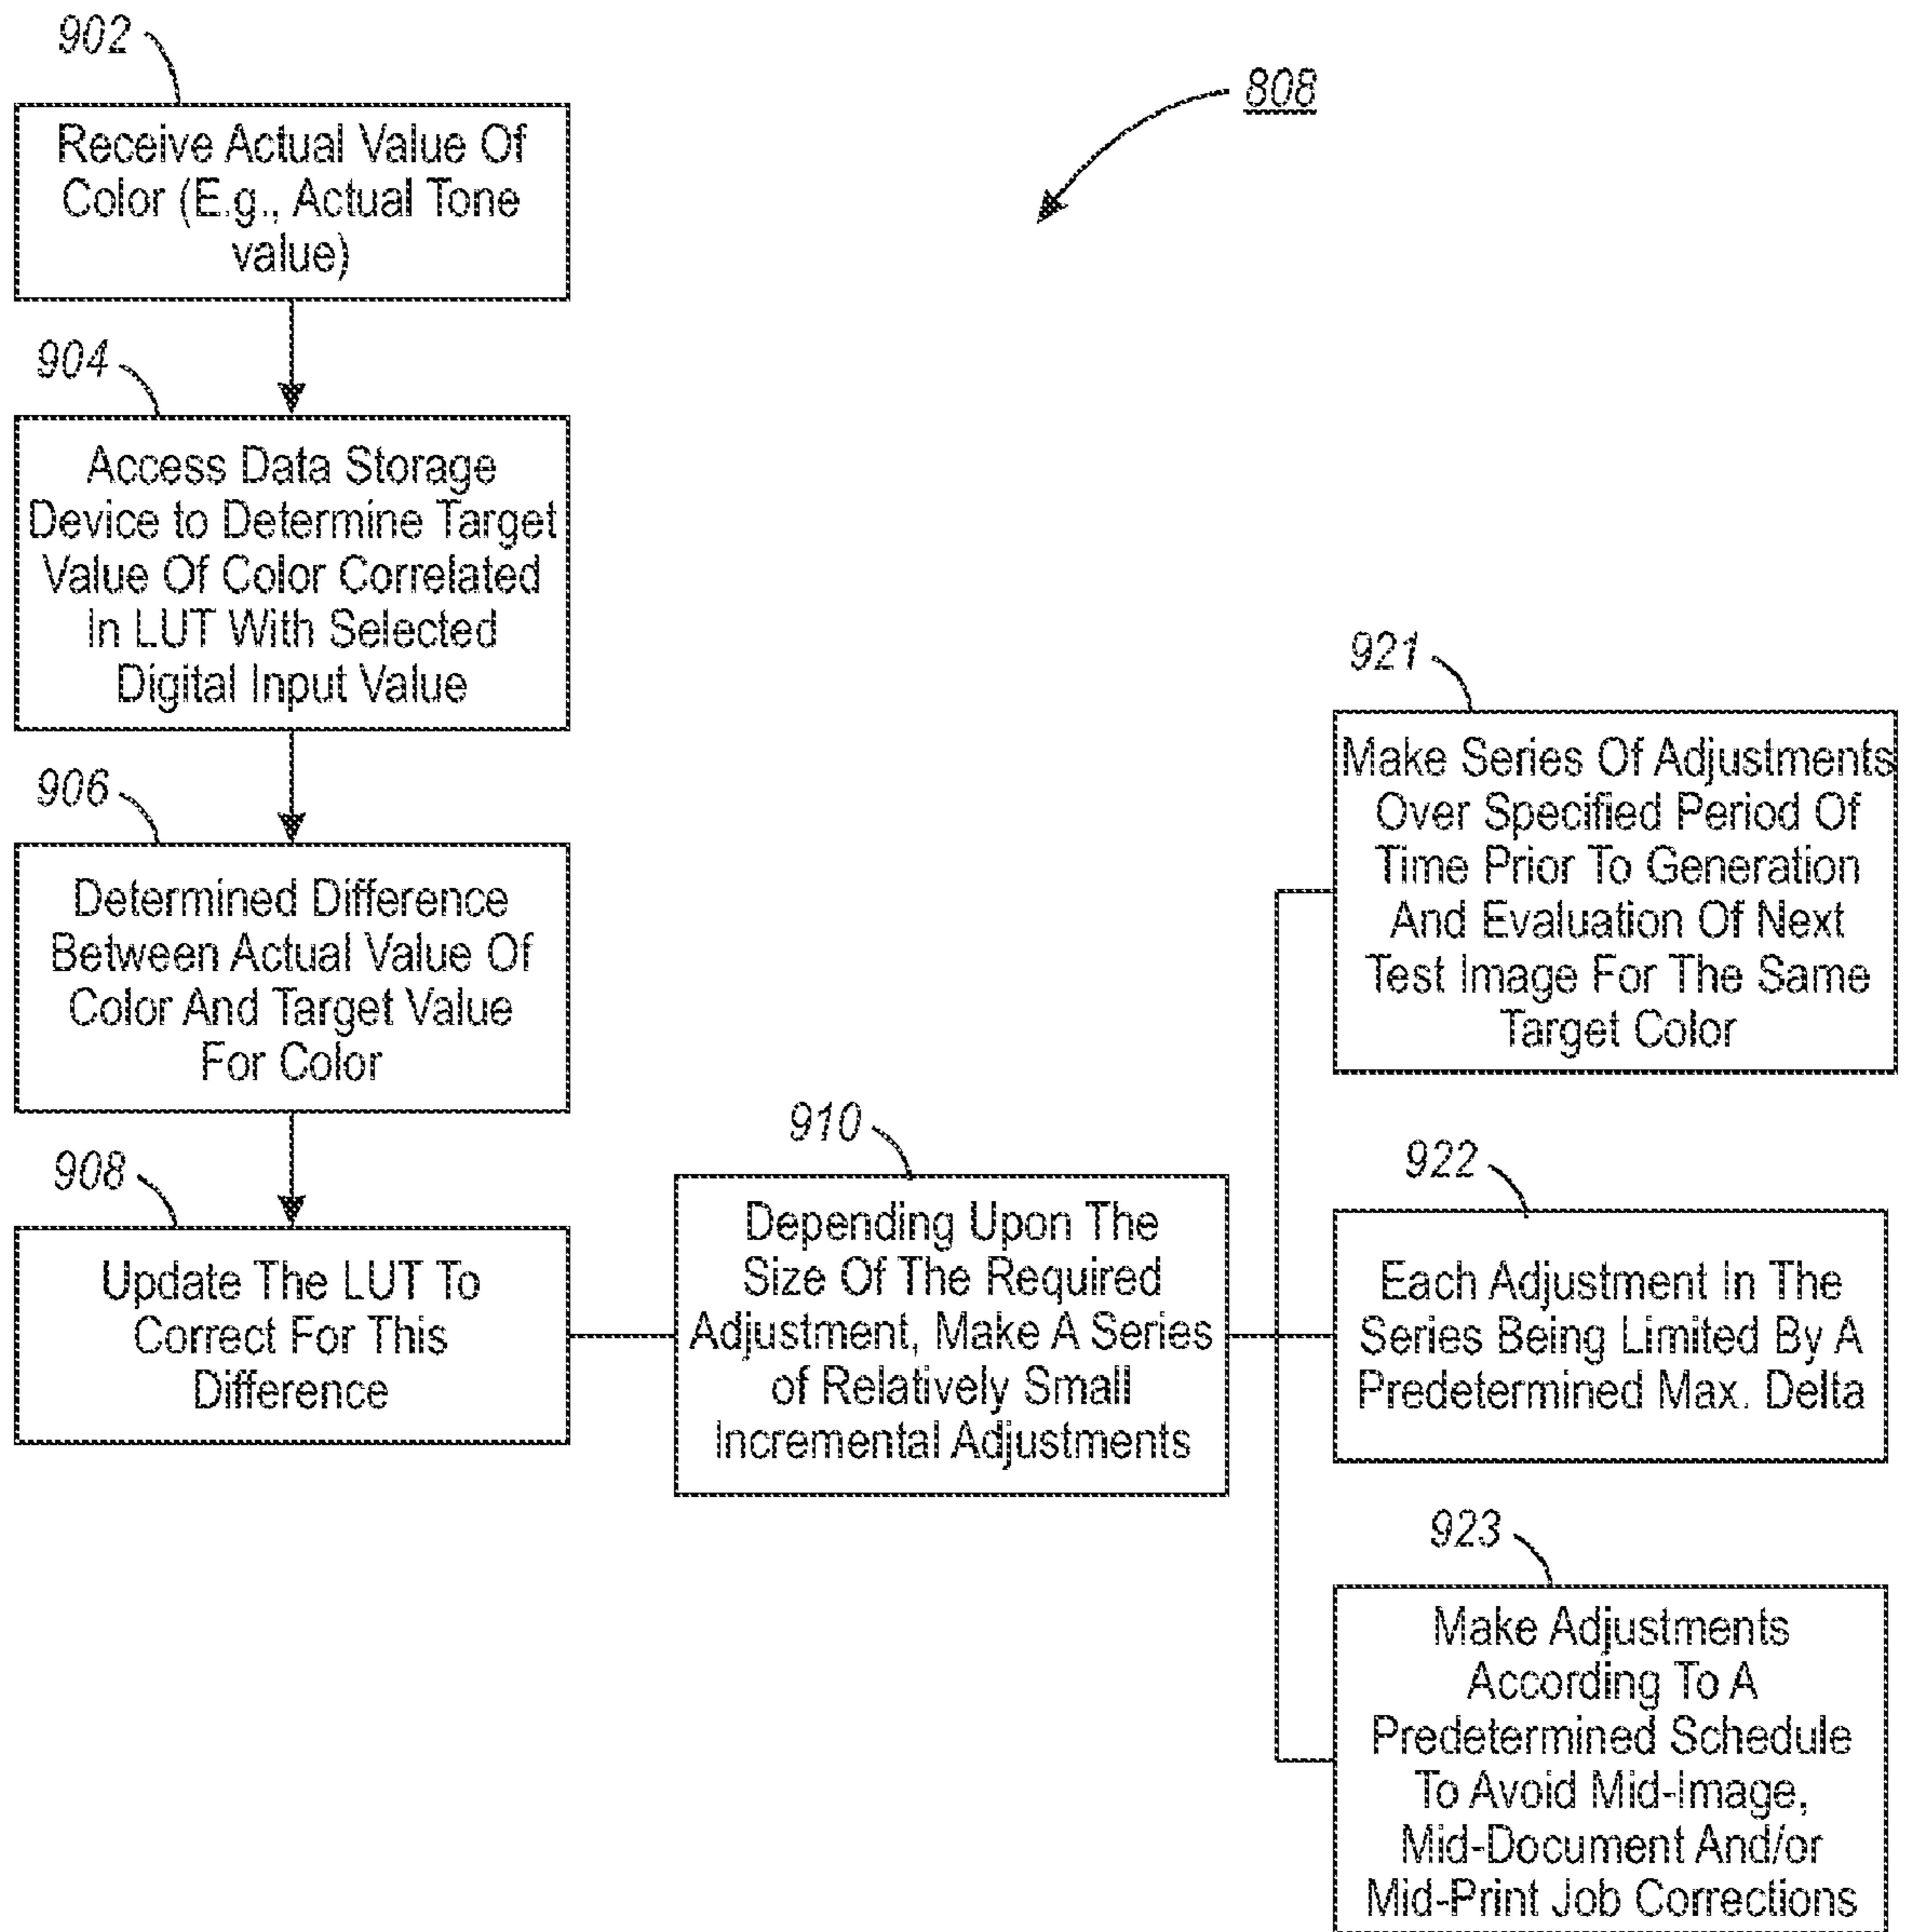 902
808
Receive Actual Value Of
Color (E.g., Actual Tone
value)
904
Access Data Storage
Device to Determine Target
Value Of Color Correlated
In LUT With Selected
Digital Input Value
906
Determined Difference
Between Actual Value Of
Color And Target Value
For Color
908
Update The LUT To
Correct For This
Difference
910
Depending Upon The
Size Of The Required
Adjustment, Make A Series
of Relatively Small
Incremental Adjustments
921
Make Series Of Adjustments
Over Specified Period Of
Time Prior To Generation
And Evaluation Of Next
Test Image For The Same
Target Color
922
Each Adjustment In The
Series Being Limited By A
Predetermined Max. Delta
923
Make Adjustments
According To A
Predetermined Schedule
To Avoid Mid-Image,
Mid-Document And/or
Mid-Print Job Corrections